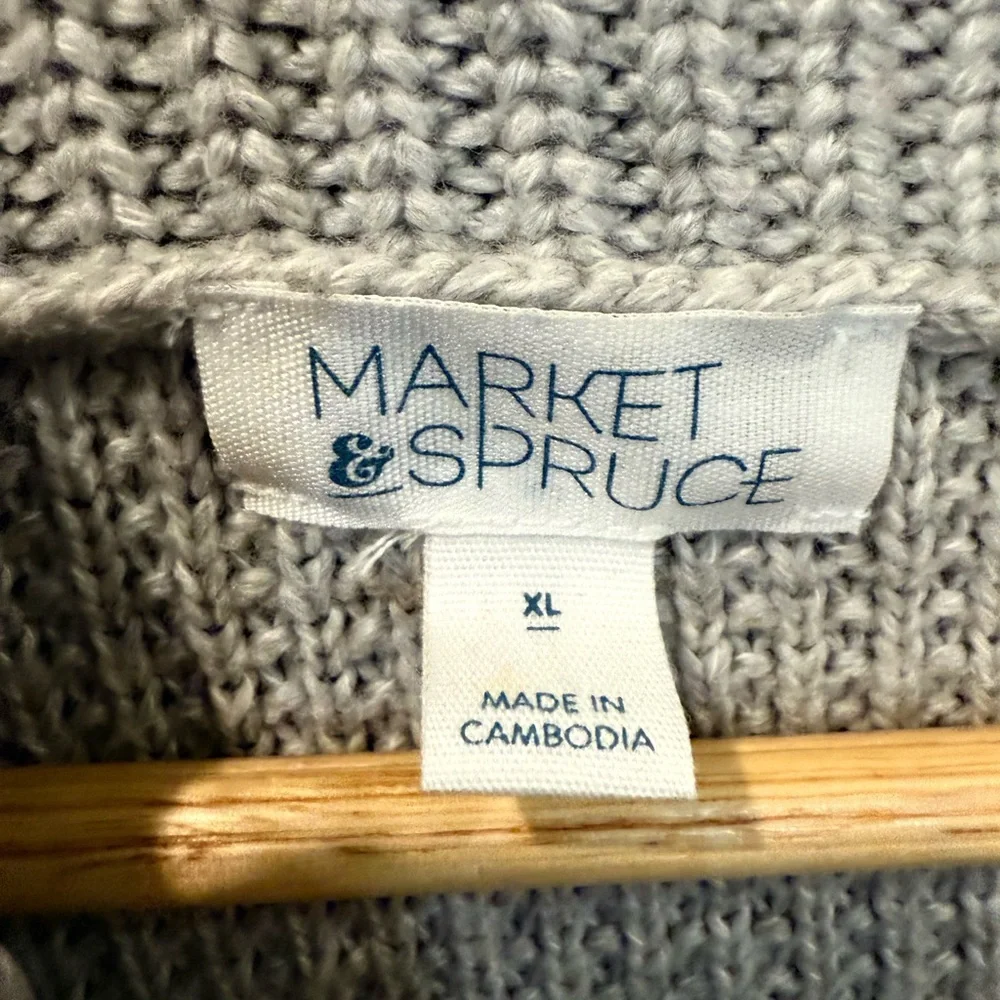 MARKET
& SPRUCE
XL
MADE IN
CAMBODIA